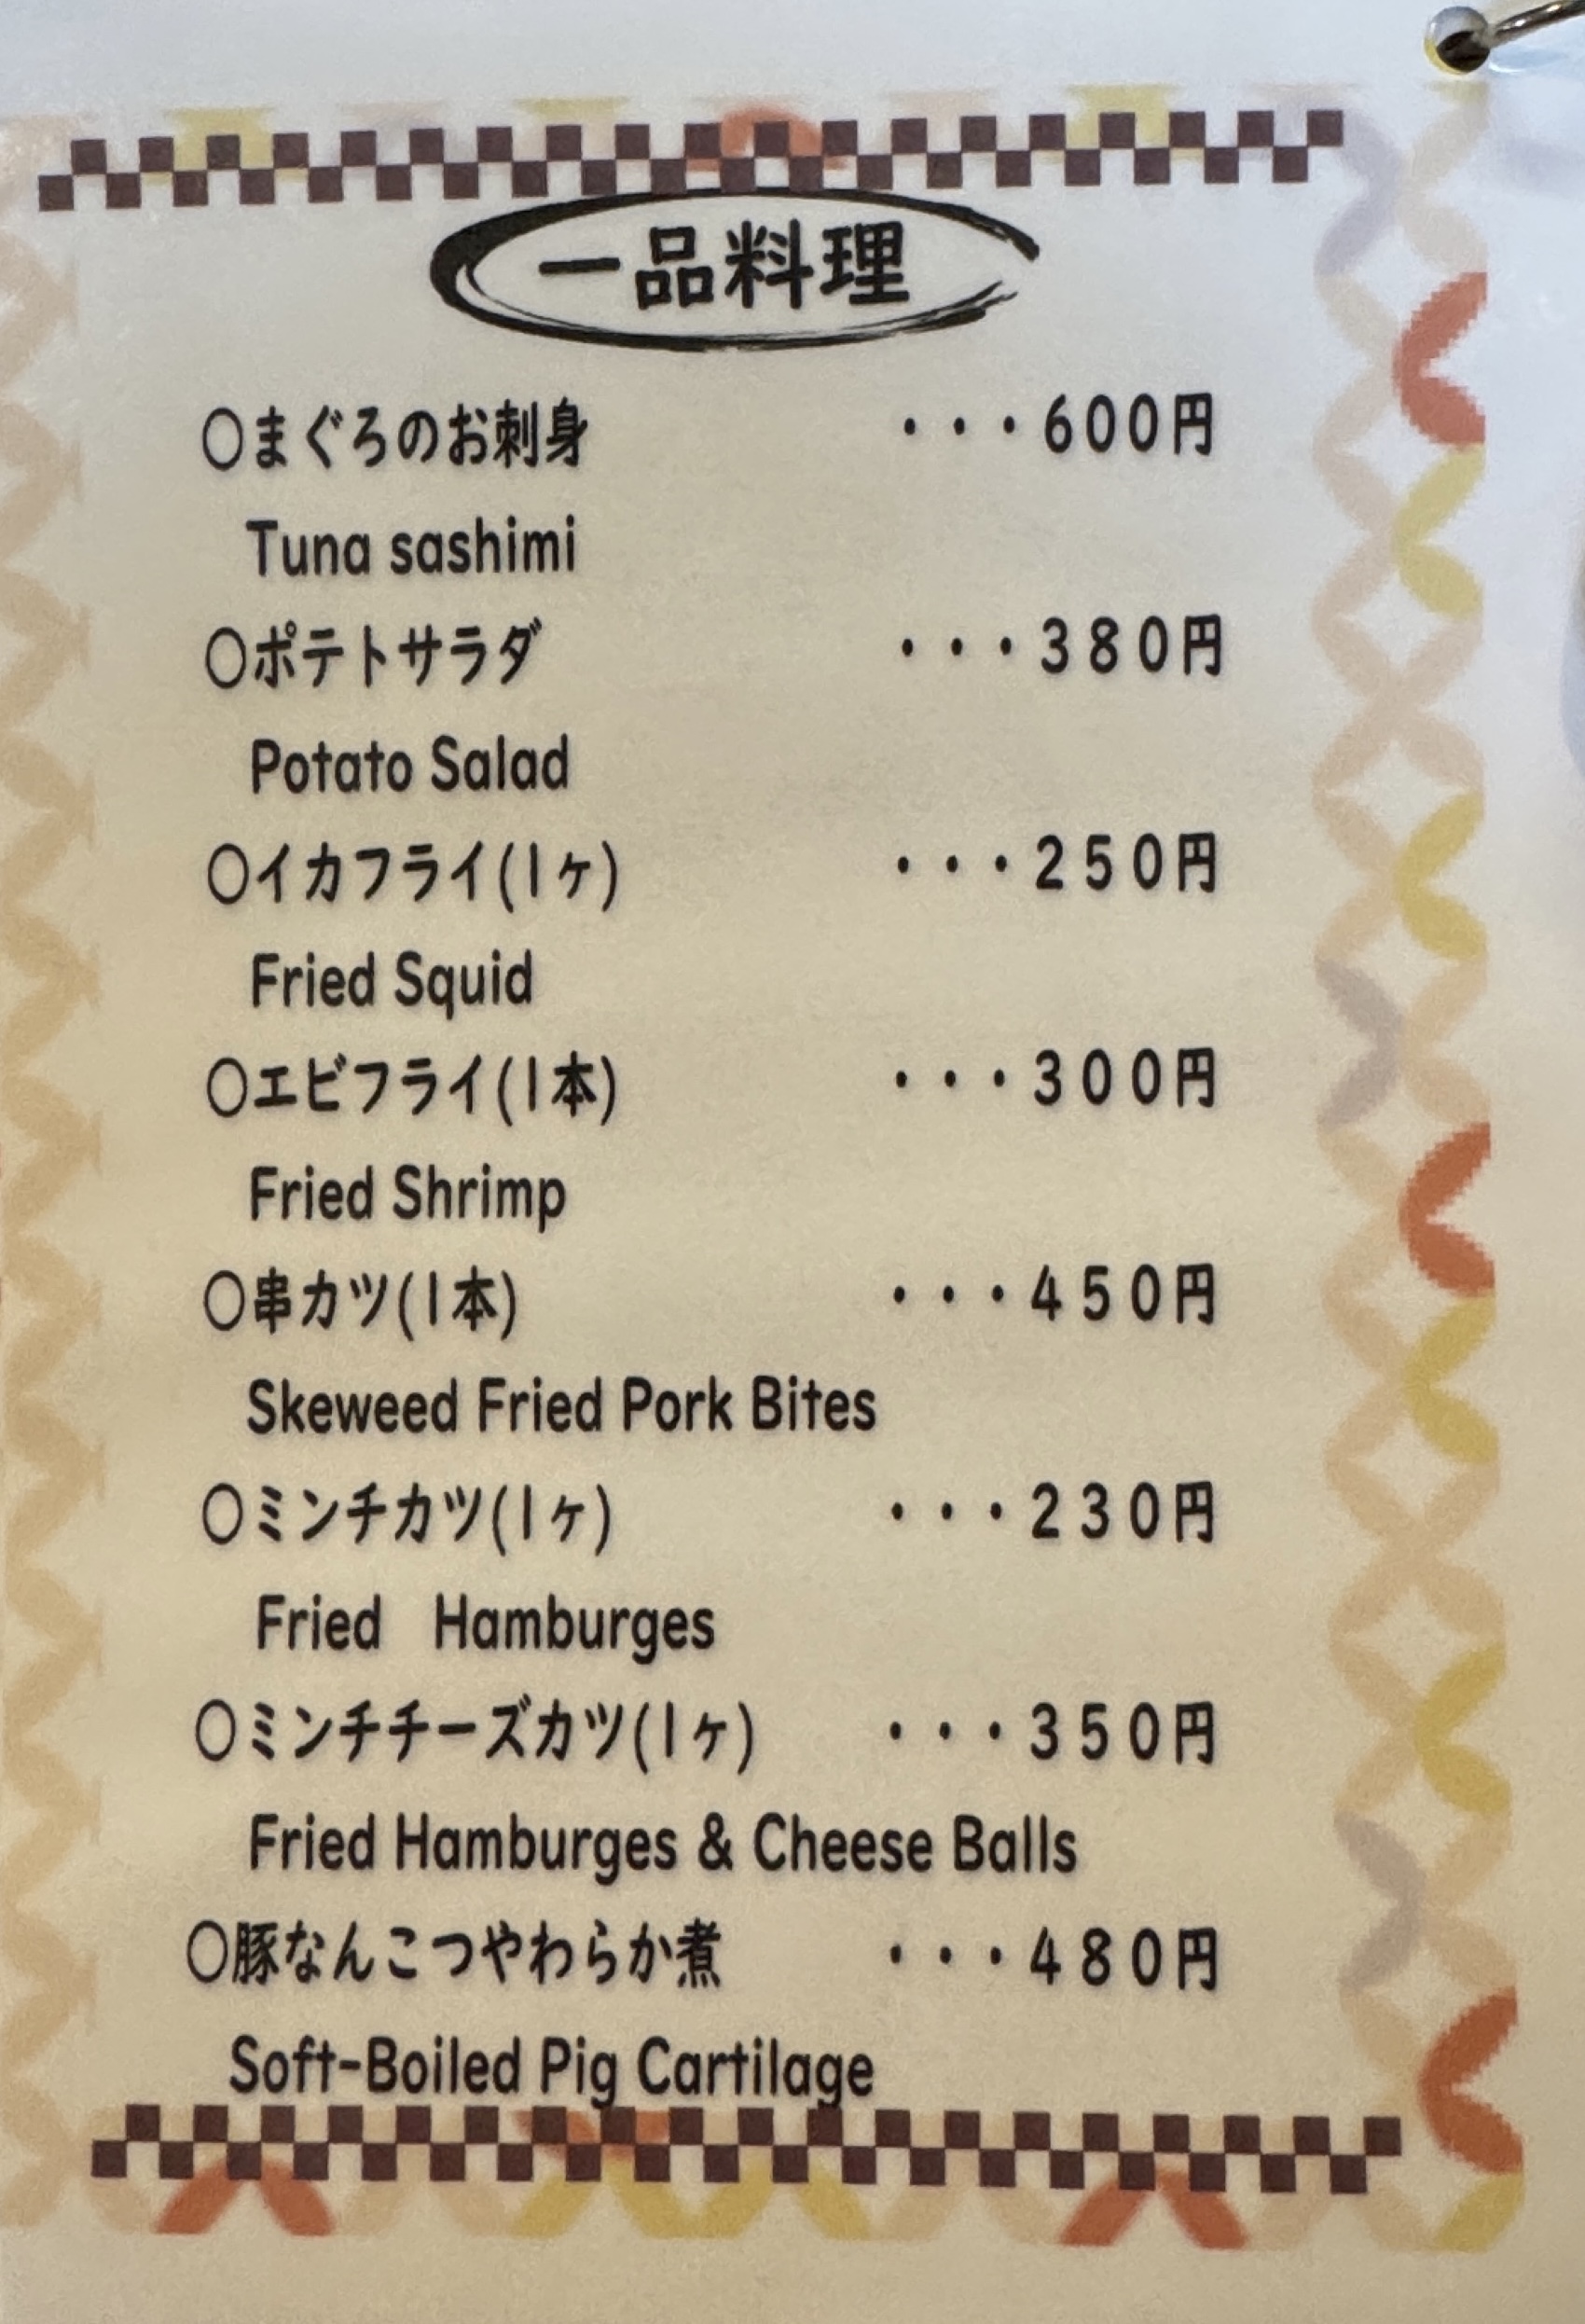 一品料理
○まぐろのお刺身 ・・・600円
Tuna sashimi
○ポテトサラダ ・・・380円
Potato Salad
○イカフライ(1ヶ) ・・・250円
Fried Squid
○エビフライ(1本) ・・・300円
Fried Shrimp
○串カツ(1本) ・・・450円
Skeweed Fried Pork Bites
○ミンチカツ(1ヶ) ・・・230円
Fried Hamburges
○ミンチチーズカツ(1ヶ) ・・・350円
Fried Hamburges & Cheese Balls
○豚なんこつやわらか煮 ・・・480円
Soft-Boiled Pig Cartilage